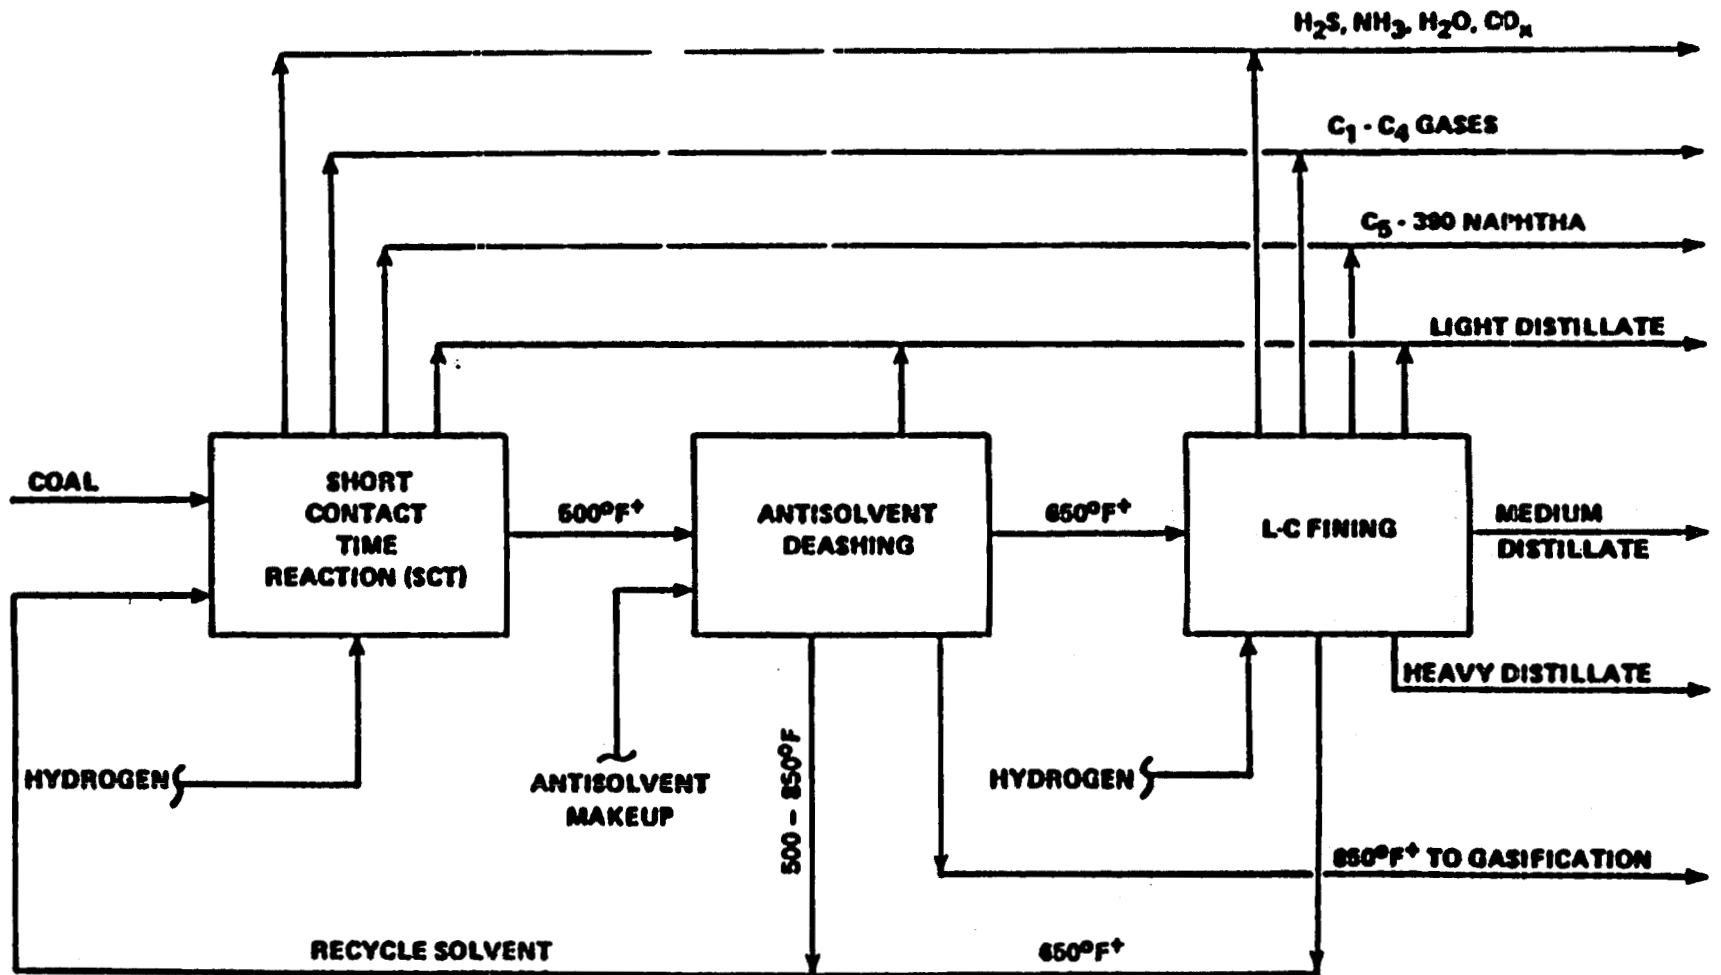 H₂S, NH₃, H₂O, COₓ
C₁ - C₄ GASES
C₅ - 390 NAPHTHA
LIGHT DISTILLATE
COAL
SHORT
CONTACT
TIME
REACTION (SCT)
500°F⁺
ANTISOLVENT
DEASHING
650°F⁺
L-C FINING
MEDIUM
DISTILLATE
HEAVY DISTILLATE
HYDROGEN
ANTISOLVENT
MAKEUP
500 – 850°F
HYDROGEN
850°F⁺ TO GASIFICATION
RECYCLE SOLVENT
650°F⁺